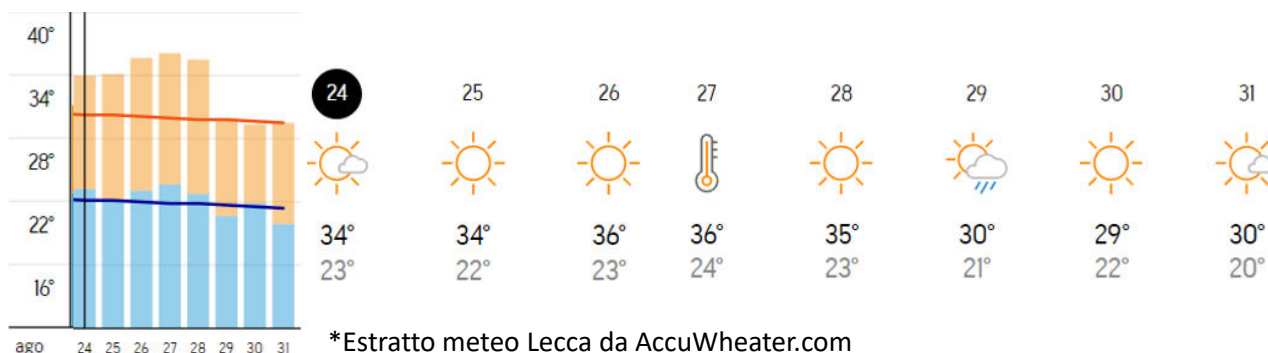 40°
34°
28°
22°
16°
ago 24 25 26 27 28 29 30 31
24 25 26 27 28 29 30 31
34° 34° 36° 36° 35° 30° 29° 30°
23° 22° 23° 24° 23° 21° 22° 20°
*Estratto meteo Lecca da AccuWheater.com